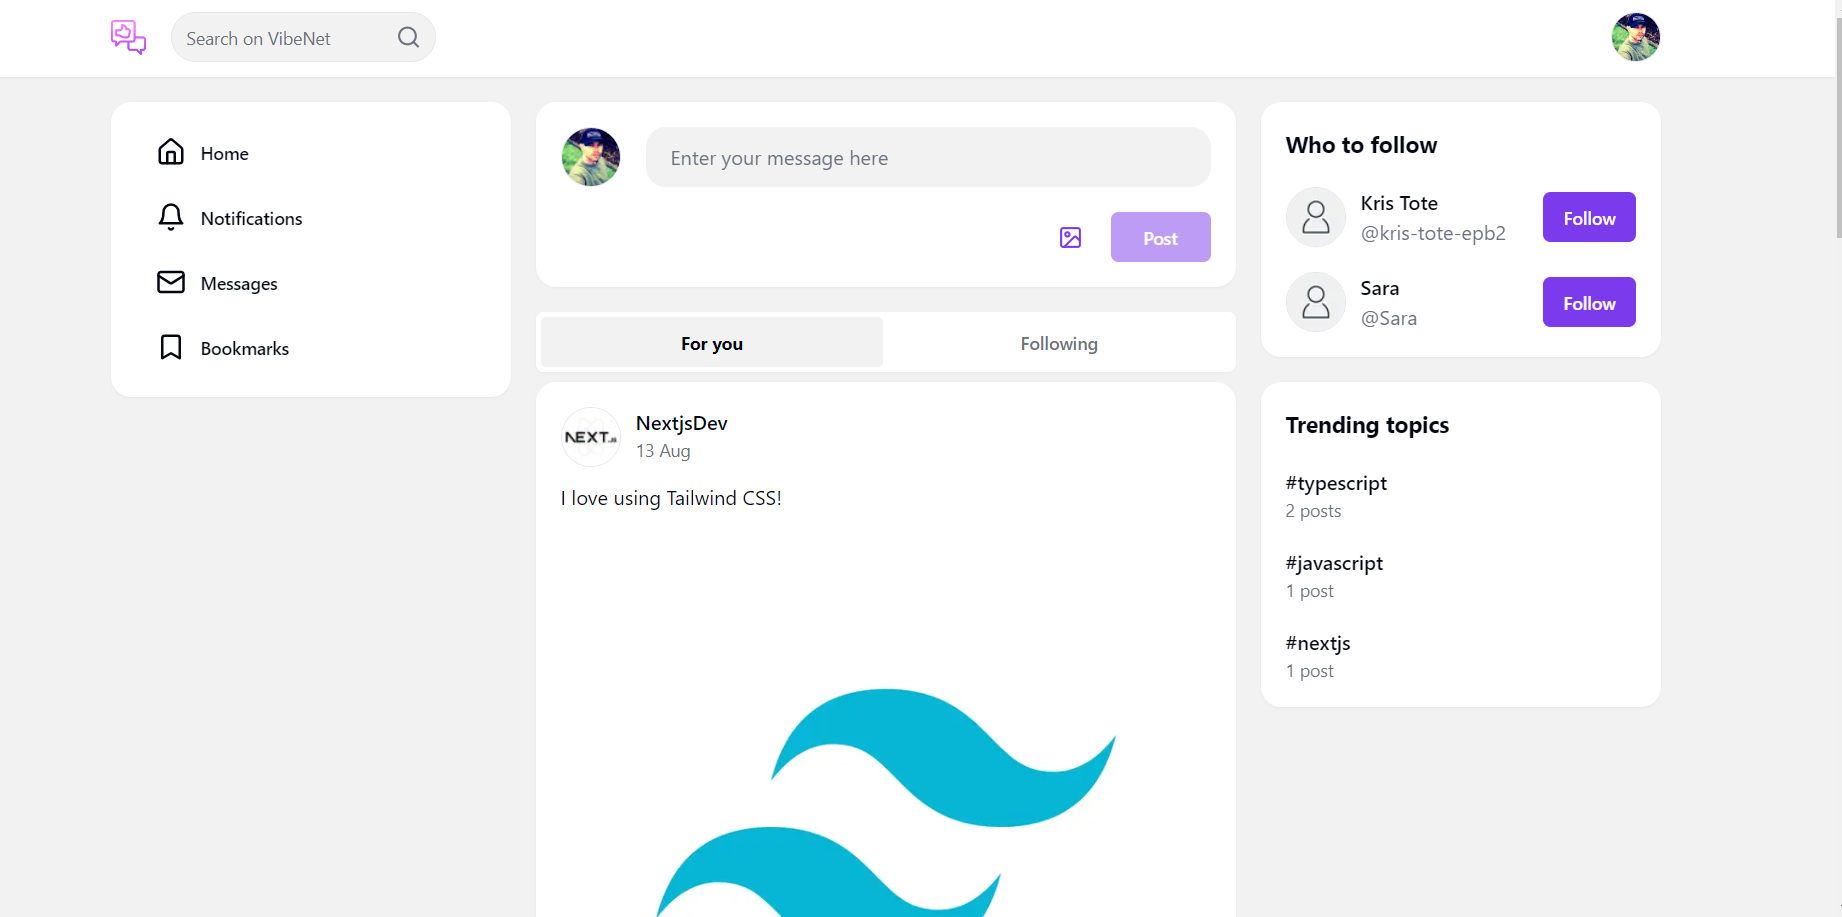 Search on VibeNet
Home
Notifications
Messages
Bookmarks
Enter your message here
Post
For you
Following
NEXT.JS
NextjsDev
13 Aug
I love using Tailwind CSS!
Who to follow
Kris Tote
@kris-tote-epb2
Follow
Sara
@Sara
Follow
Trending topics
#typescript
2 posts
#javascript
1 post
#nextjs
1 post